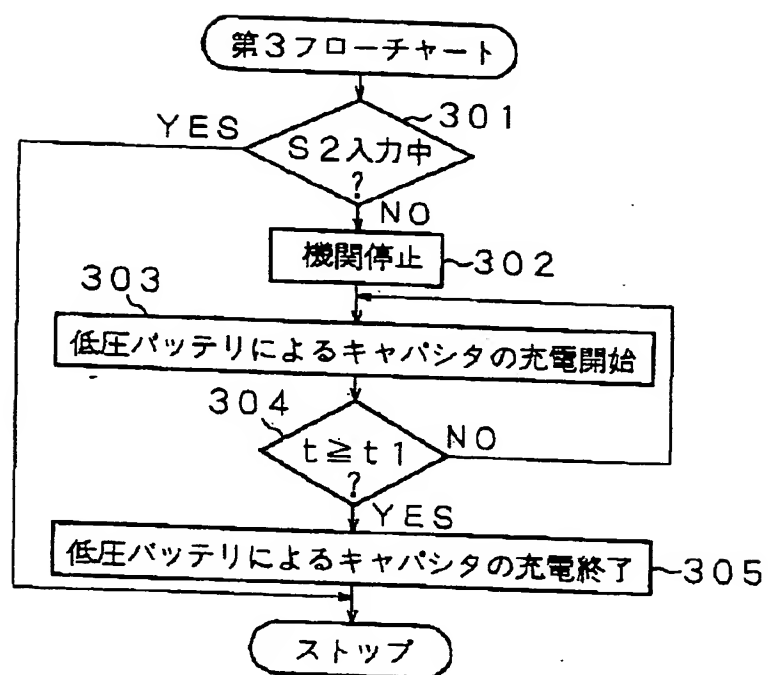 第3フローチャート
301
YES
S2入力中
?
NO
機関停止
302
303
低圧バッテリによるキャパシタの充電開始
304
t≧t1
?
NO
YES
低圧バッテリによるキャパシタの充電終了
305
ストップ